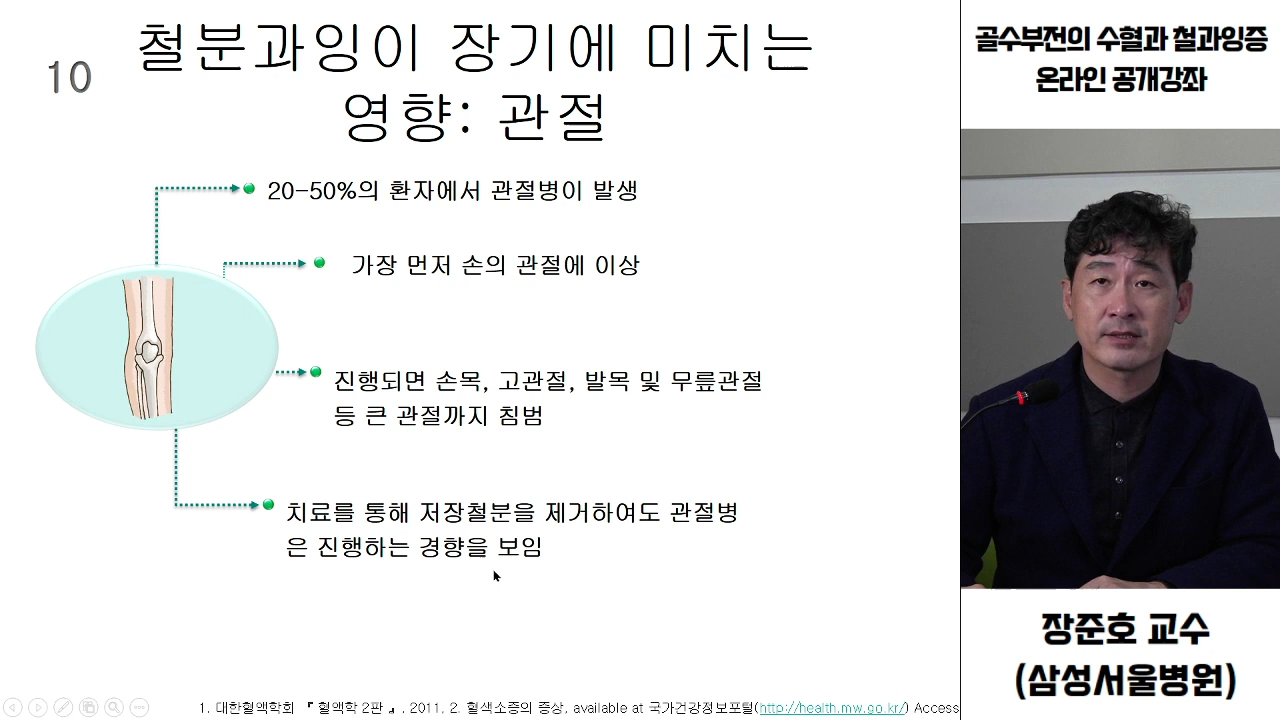 10
철분과잉이 장기에 미치는
영향: 관절
20-50%의 환자에서 관절병이 발생
가장 먼저 손의 관절에 이상
진행되면 손목, 고관절, 발목 및 무릎관절
등 큰 관절까지 침범
치료를 통해 저장철분을 제거하여도 관절병
은 진행하는 경향을 보임
1. 대한혈액학회 『 혈액학 2판 』, 2011, 2. 혈색소증의 증상, available at 국가건강정보포털(http://health.mw.go.kr/) Access
골수부전의 수혈과 철과잉증
온라인 공개강좌
장준호 교수
(삼성서울병원)